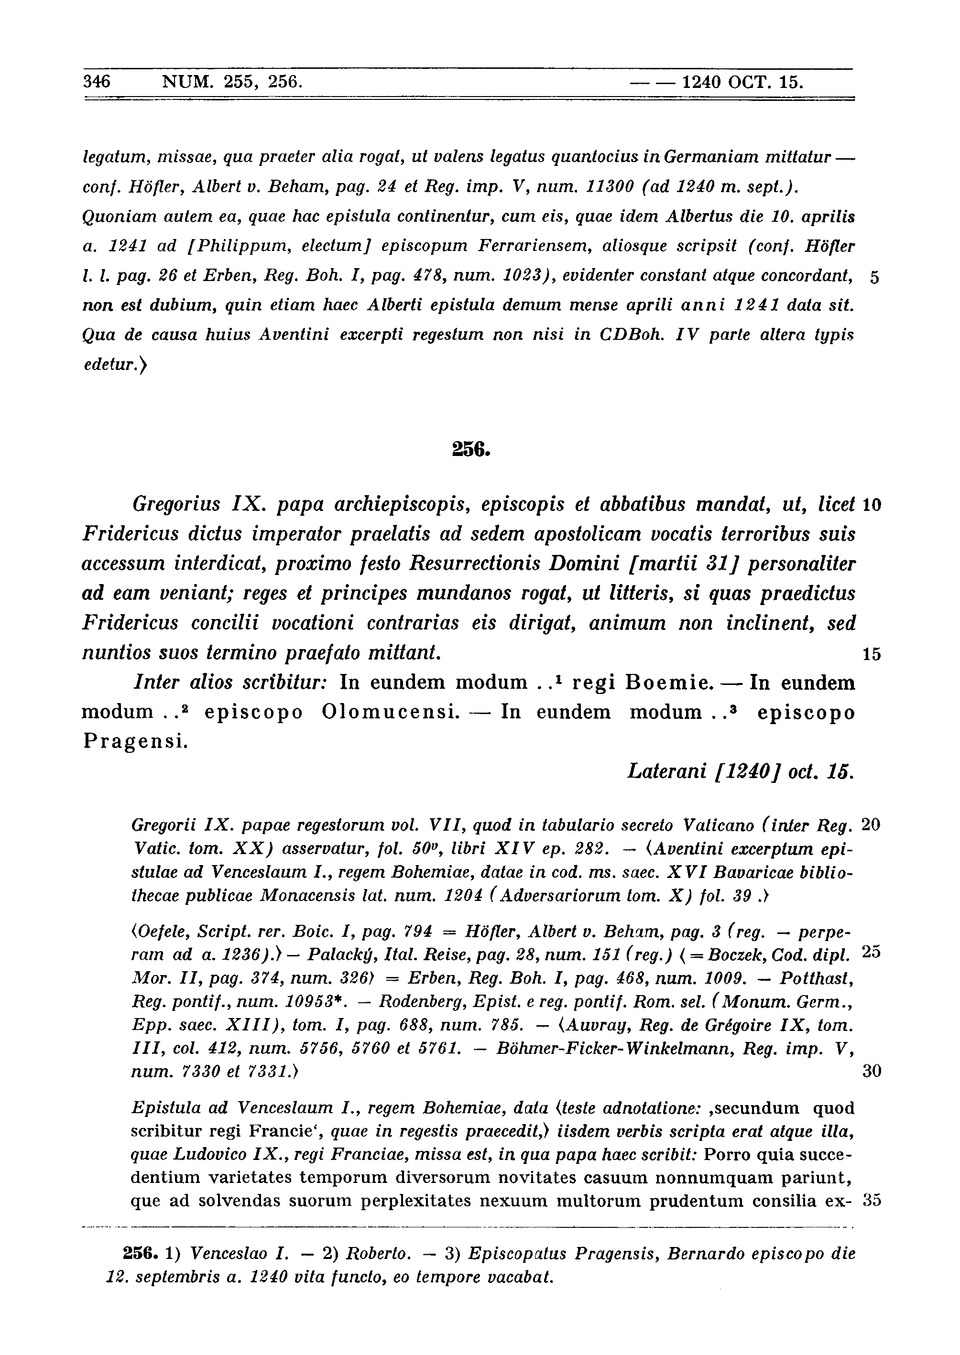 346 NUM. 255, 256. — — 1240 OCT. 15.
legatum, missae, qua praeter alia rogat, ut valens legatus quantocius in Germaniam mittatur —
conf. Höfler, Albert v. Beham, pag. 24 et Reg. imp. V, num. 11300 (ad 1240 m. sept.).
Quoniam autem ea, quae hac epistula continentur, cum eis, quae idem Albertus die 10. aprilis
a. 1241 ad [Philippum, electum] episcopum Ferrariensem, aliosque scripsit (conf. Höfler
l. l. pag. 26 et Erben, Reg. Boh. I, pag. 478, num. 1023), evidenter constant atque concordant, 5
non est dubium, quin etiam haec Alberti epistula demum mense aprili anni 1241 data sit.
Qua de causa huius Aventini excerpti regestum non nisi in CDBoh. IV parte altera typis
edetur.⟩
256.
Gregorius IX. papa archiepiscopis, episcopis et abbatibus mandat, ut, licet 10
Fridericus dictus imperator praelatis ad sedem apostolicam vocatis terroribus suis
accessum interdicat, proximo festo Resurrectionis Domini [martii 31] personaliter
ad eam veniant; reges et principes mundanos rogat, ut litteris, si quas praedictus
Fridericus concilii vocationi contrarias eis dirigat, animum non inclinent, sed
nuntios suos termino praefato mittant. 15
Inter alios scribitur: In eundem modum . .¹ regi Boemie. — In eundem
modum . .² episcopo Olomucensi. — In eundem modum . .³ episcopo
Pragensi.
Laterani [1240] oct. 15.
Gregorii IX. papae regestorum vol. VII, quod in tabulario secreto Vaticano (inter Reg. 20
Vatic. tom. XX) asservatur, fol. 50ᵛ, libri XIV ep. 282. — ⟨Aventini excerptum epi-
stulae ad Venceslaum I., regem Bohemiae, datae in cod. ms. saec. XVI Bavaricae biblio-
thecae publicae Monacensis lat. num. 1204 (Adversariorum tom. X) fol. 39 .⟩
⟨Oefele, Script. rer. Boic. I, pag. 794 = Höfler, Albert v. Beham, pag. 3 (reg. — perpe-
ram ad a. 1236).⟩ — Palacký, Ital. Reise, pag. 28, num. 151 (reg.) ⟨= Boczek, Cod. dipl. 25
Mor. II, pag. 374, num. 326⟩ = Erben, Reg. Boh. I, pag. 468, num. 1009. — Potthast,
Reg. pontif., num. 10953*. — Rodenberg, Epist. e reg. pontif. Rom. sel. (Monum. Germ.,
Epp. saec. XIII), tom. I, pag. 688, num. 785. — ⟨Auvray, Reg. de Grégoire IX, tom.
III, col. 412, num. 5756, 5760 et 5761. — Böhmer-Ficker-Winkelmann, Reg. imp. V,
num. 7330 et 7331.⟩ 30
Epistula ad Venceslaum I., regem Bohemiae, data ⟨teste adnotatione: ‚secundum quod
scribitur regi Francie‘, quae in regestis praecedit,⟩ iisdem verbis scripta erat atque illa,
quae Ludovico IX., regi Franciae, missa est, in qua papa haec scribit: Porro quia succe-
dentium varietates temporum diversorum novitates casuum nonnumquam pariunt,
que ad solvendas suorum perplexitates nexuum multorum prudentum consilia ex- 35
256. 1) Venceslao I. — 2) Roberto. — 3) Episcopatus Pragensis, Bernardo episcopo die
12. septembris a. 1240 vita functo, eo tempore vacabat.